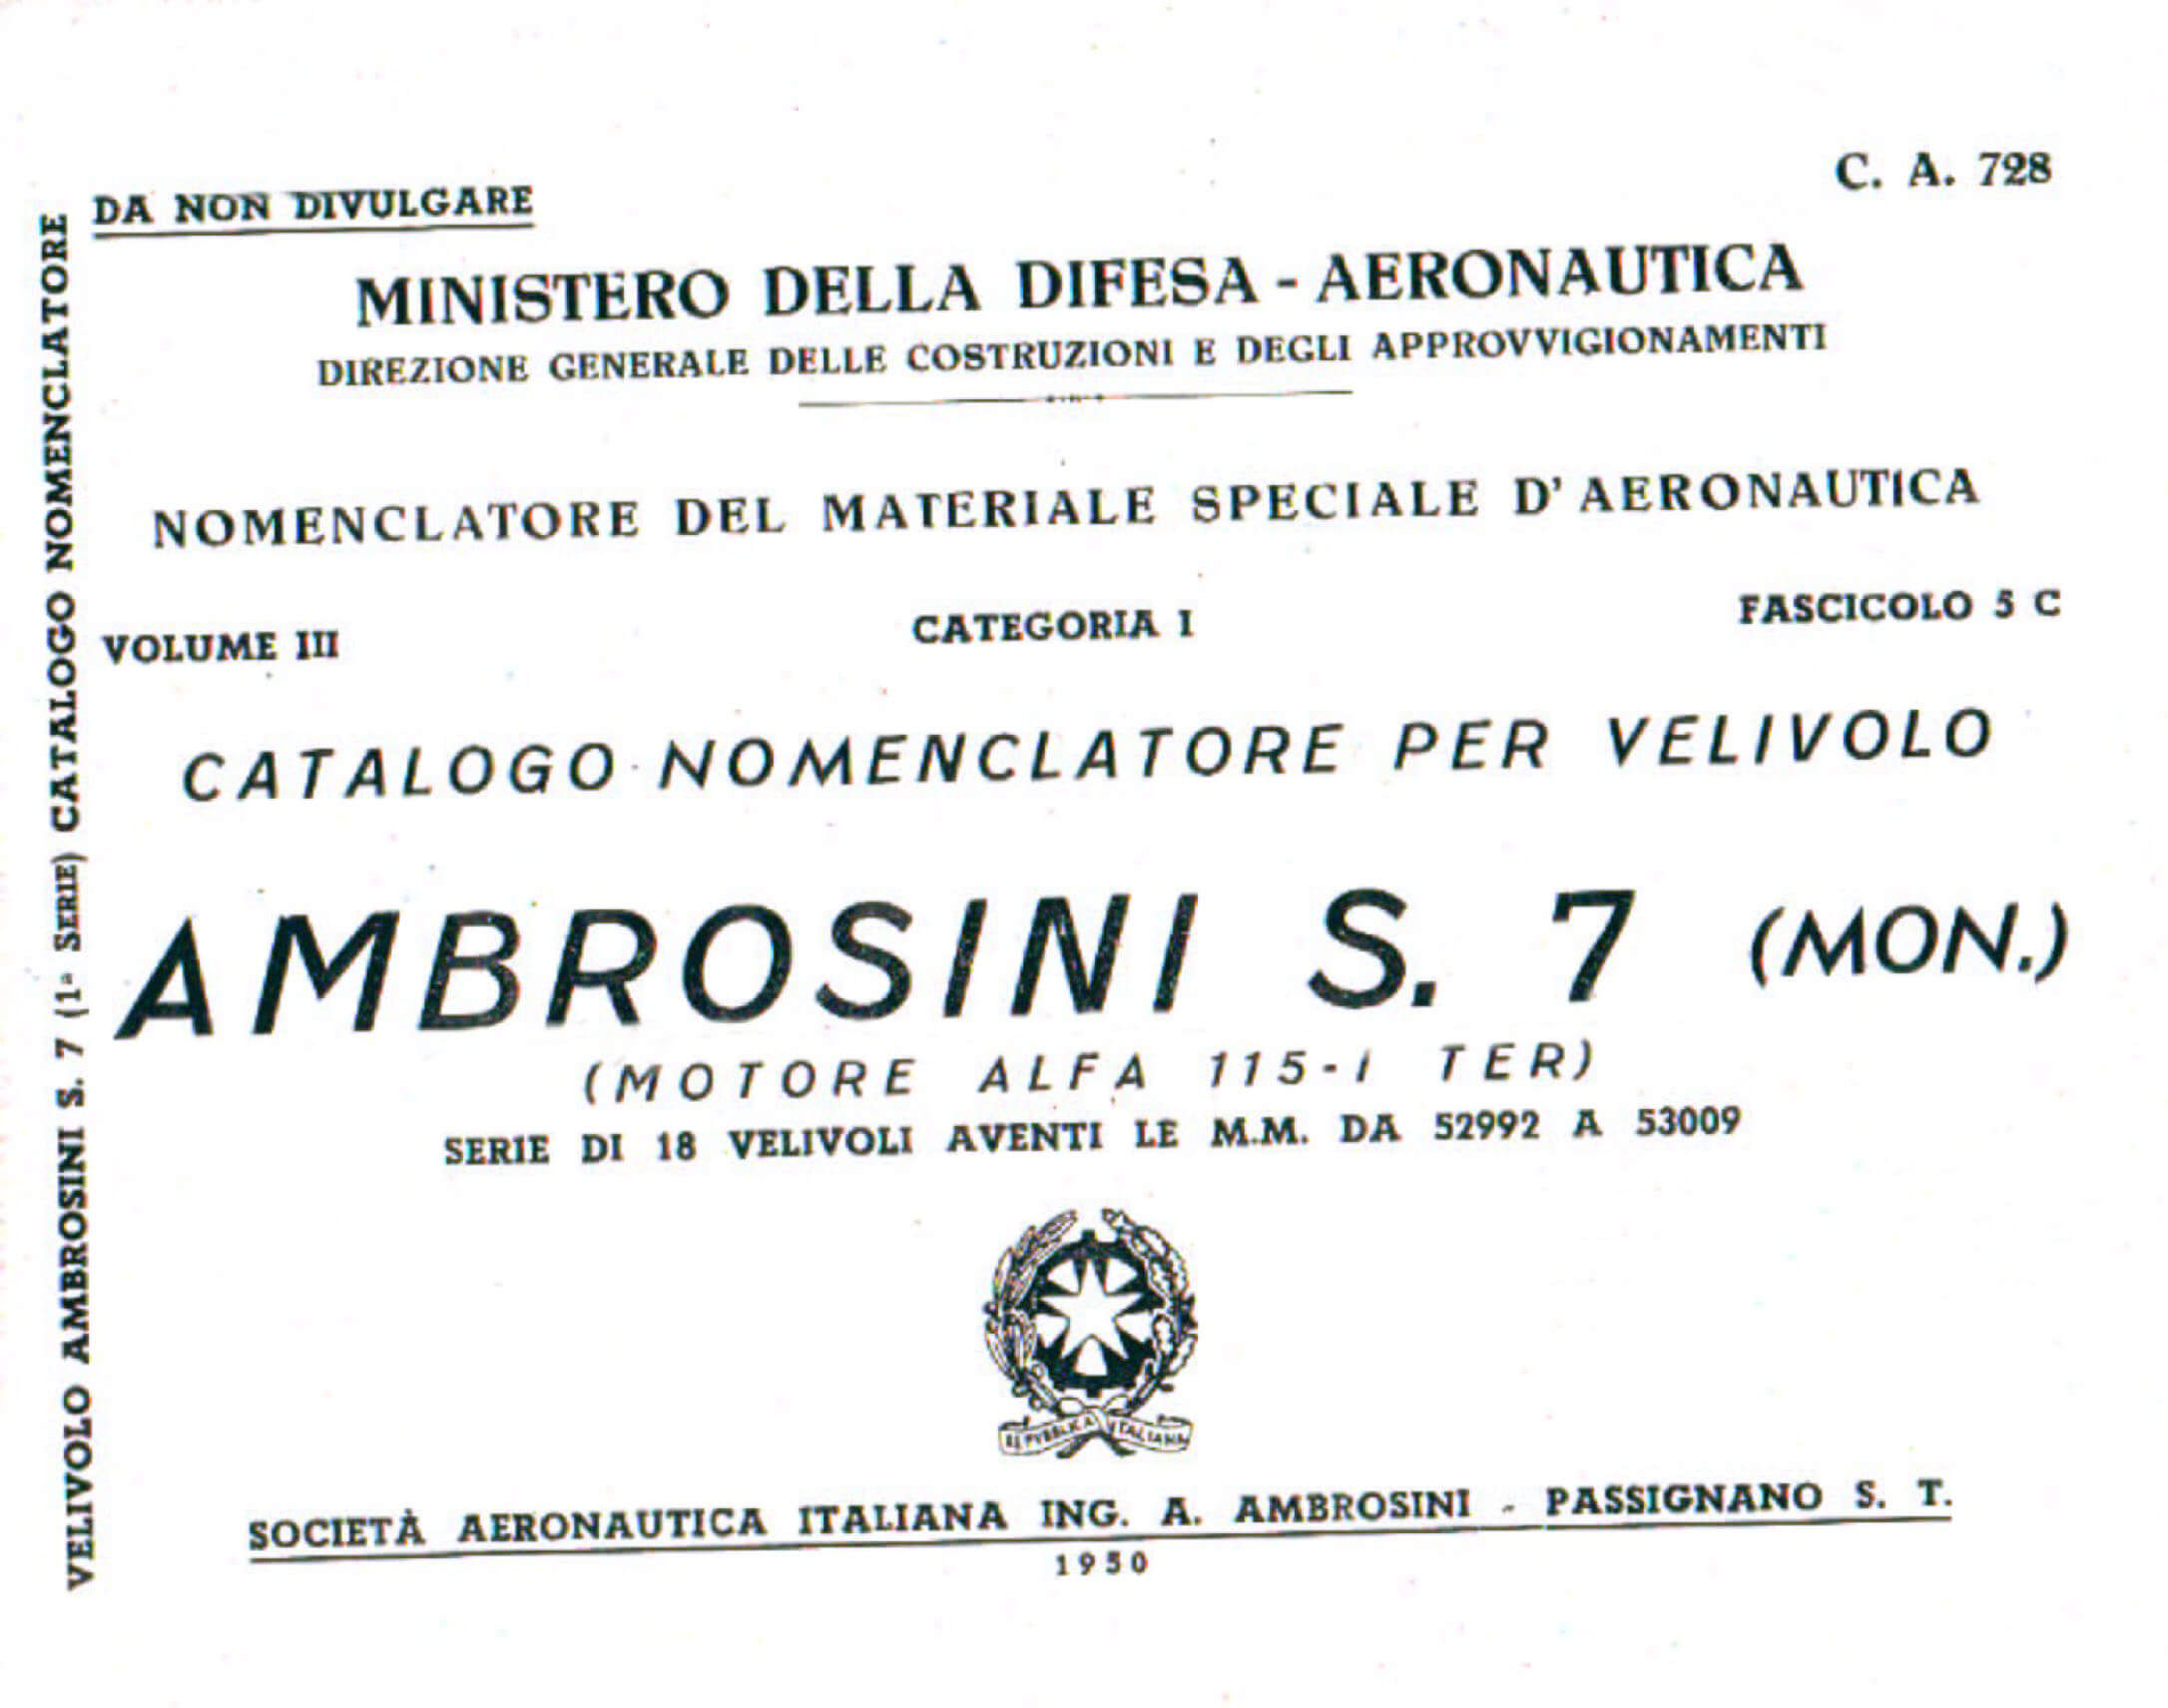 DA NON DIVULGARE
C. A. 728
MINISTERO DELLA DIFESA - AERONAUTICA
DIREZIONE GENERALE DELLE COSTRUZIONI E DEGLI APPROVVIGIONAMENTI
NOMENCLATORE DEL MATERIALE SPECIALE D'AERONAUTICA
VOLUME III
CATEGORIA I
FASCICOLO 5 C
CATALOGO NOMENCLATORE PER VELIVOLO
AMBROSINI S. 7 (MON.)
(MOTORE ALFA 115-I TER)
SERIE DI 18 VELIVOLI AVENTI LE M.M. DA 52992 A 53009
REPVBBLICA ITALIANA
SOCIETÀ AERONAUTICA ITALIANA ING. A. AMBROSINI - PASSIGNANO S. T.
1950
VELIVOLO AMBROSINI S. 7 (1ª SERIE) CATALOGO NOMENCLATORE